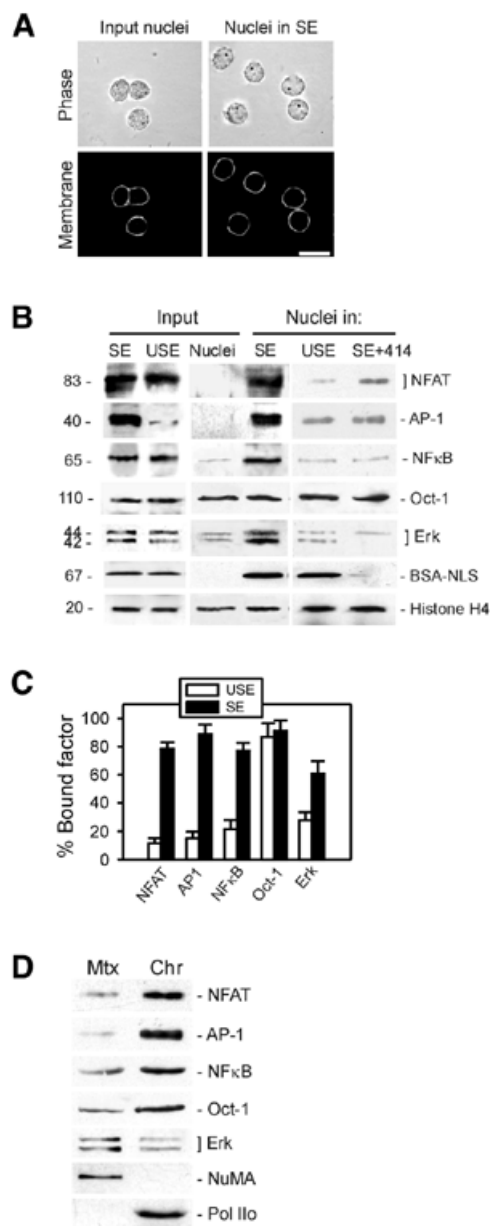 A
Input nuclei Nuclei in SE
Phase
Membrane
B
Input Nuclei in:
SE USE Nuclei SE USE SE+414
83 - ] NFAT
40 - - AP-1
65 - - NFκB
110 - - Oct-1
44 -
42 - ] Erk
67 - - BSA-NLS
20 - - Histone H4
C
USE
SE
% Bound factor
100
80
60
40
20
0
NFAT AP1 NFκB Oct-1 Erk
D
Mtx Chr
- NFAT
- AP-1
- NFκB
- Oct-1
] Erk
- NuMA
- Pol IIo